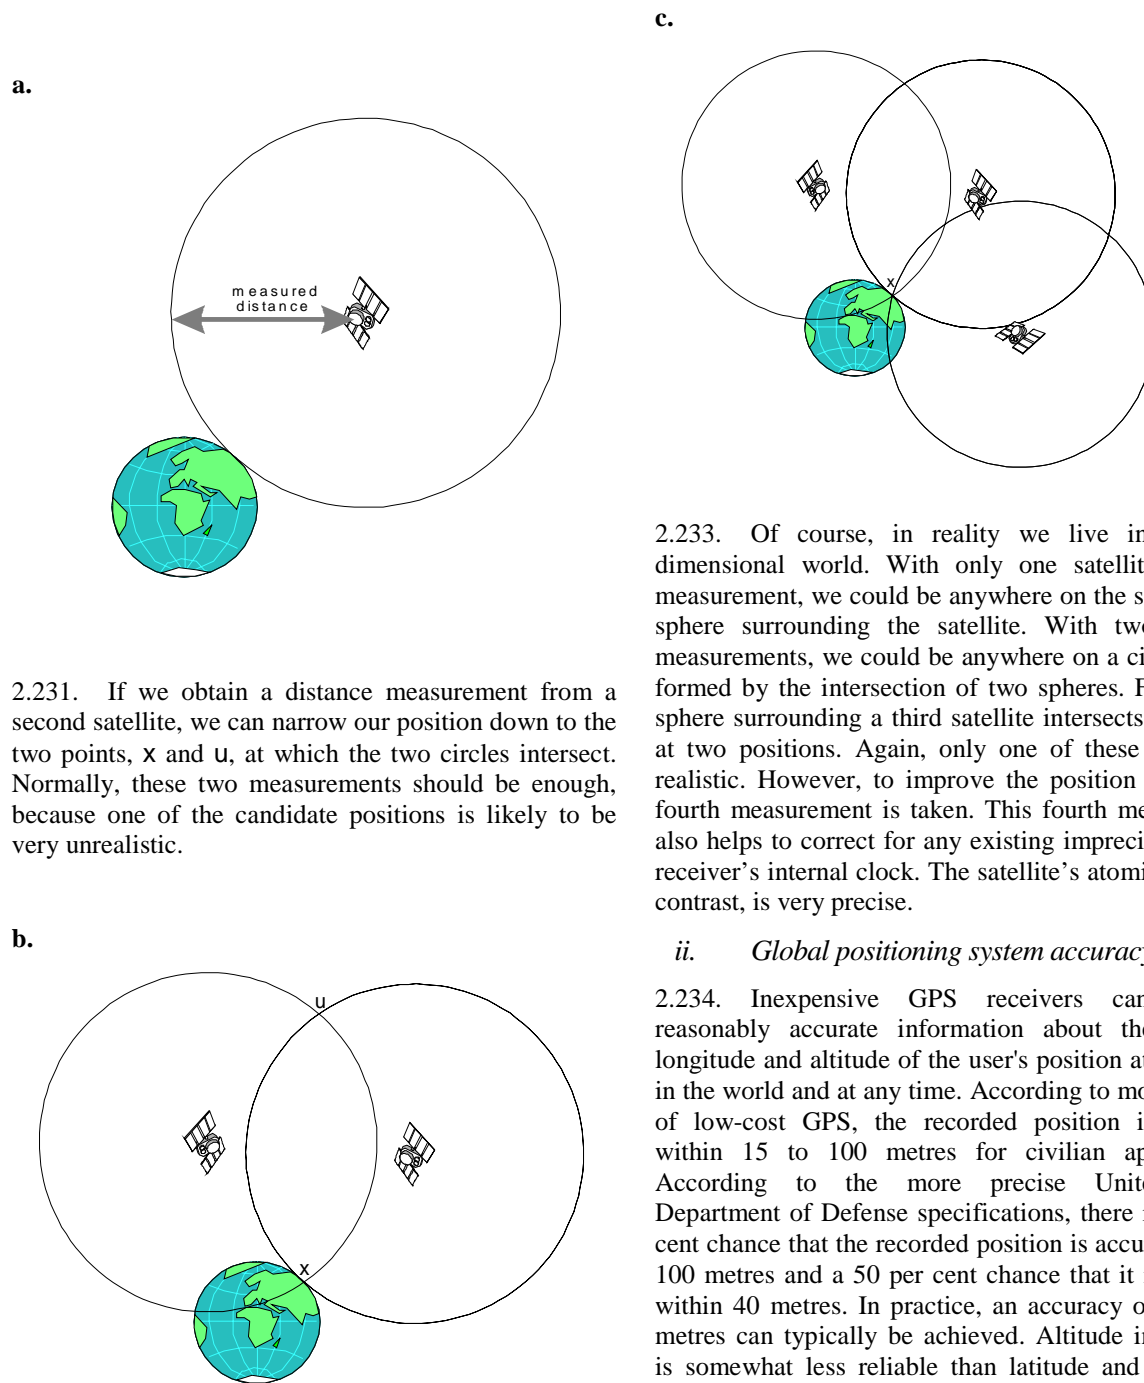 a.
measured
distance
2.231. If we obtain a distance measurement from a
second satellite, we can narrow our position down to the
two points, x and u, at which the two circles intersect.
Normally, these two measurements should be enough,
because one of the candidate positions is likely to be
very unrealistic.
b.
u
x
c.
x
2.233. Of course, in reality we live in
dimensional world. With only one satellit
measurement, we could be anywhere on the s
sphere surrounding the satellite. With two
measurements, we could be anywhere on a ci
formed by the intersection of two spheres. F
sphere surrounding a third satellite intersects
at two positions. Again, only one of these
realistic. However, to improve the position
fourth measurement is taken. This fourth me
also helps to correct for any existing impreci
receiver's internal clock. The satellite's atomi
contrast, is very precise.
ii. Global positioning system accuracy
2.234. Inexpensive GPS receivers can
reasonably accurate information about the
longitude and altitude of the user's position at
in the world and at any time. According to mo
of low-cost GPS, the recorded position i
within 15 to 100 metres for civilian ap
According to the more precise Unite
Department of Defense specifications, there i
cent chance that the recorded position is accu
100 metres and a 50 per cent chance that it i
within 40 metres. In practice, an accuracy o
metres can typically be achieved. Altitude in
is somewhat less reliable than latitude and